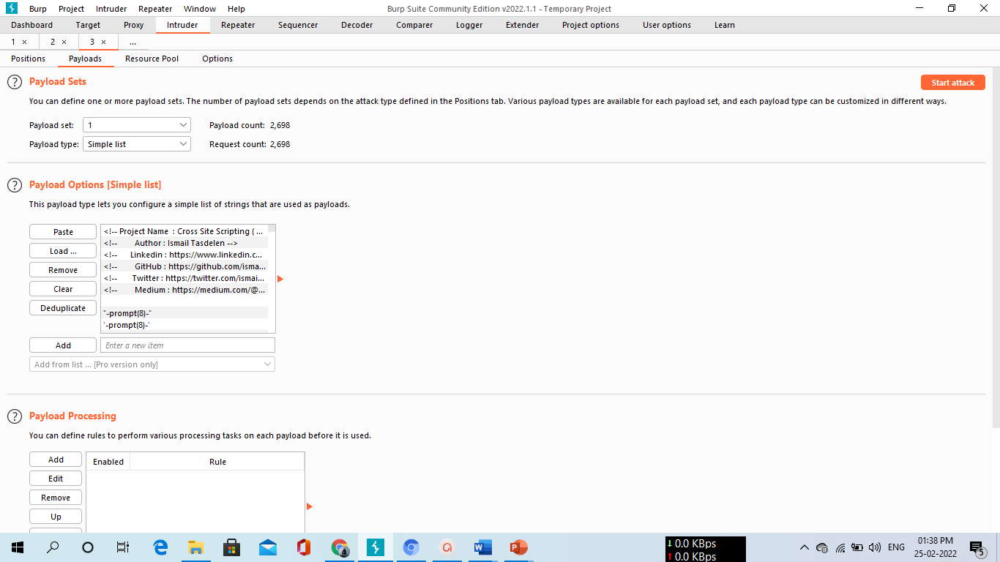 Burp Project Intruder Repeater Window Help Burp Suite Community Edition v2022.1.1 - Temporary Project
Dashboard Target Proxy Intruder Repeater Sequencer Decoder Comparer Logger Extender Project options User options Learn
1 × 2 × 3 × ...
Positions Payloads Resource Pool Options
? Payload Sets Start attack
You can define one or more payload sets. The number of payload sets depends on the attack type defined in the Positions tab. Various payload types are available for each payload set, and each payload type can be customized in different ways.
Payload set: 1 Payload count: 2,698
Payload type: Simple list Request count: 2,698
? Payload Options [Simple list]
This payload type lets you configure a simple list of strings that are used as payloads.
Paste
Load ...
Remove
Clear
Deduplicate
<!-- Project Name : Cross Site Scripting ( ...
<!-- Author : Ismail Tasdelen -->
<!-- Linkedin : https://www.linkedin.c...
<!-- GitHub : https://github.com/isma...
<!-- Twitter : https://twitter.com/ismai...
<!-- Medium : https://medium.com/@...
"-prompt(8)-"
'-prompt(8)-'
Add Enter a new item
Add from list ... [Pro version only]
? Payload Processing
You can define rules to perform various processing tasks on each payload before it is used.
Add
Edit
Remove
Up
Enabled Rule
↓ 0.0 KBps
↑ 0.0 KBps
ENG
01:38 PM
25-02-2022
5